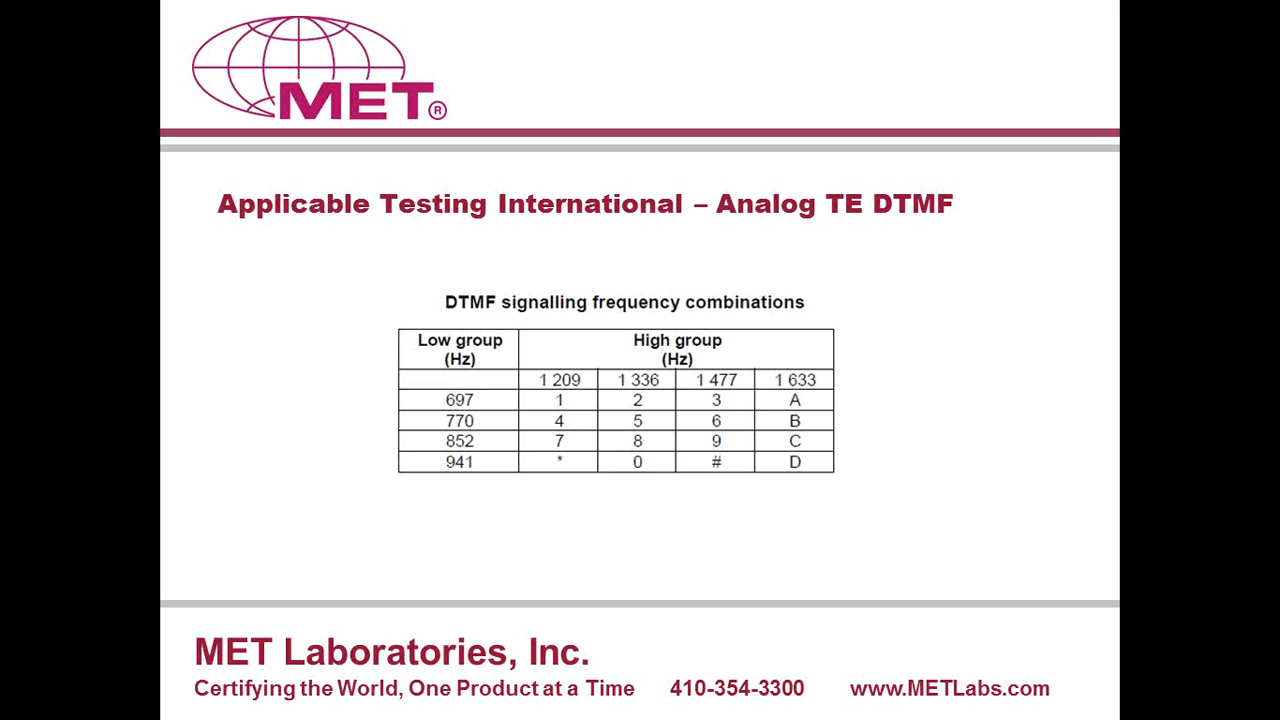 MET®
Applicable Testing International – Analog TE DTMF
DTMF signalling frequency combinations
Low group (Hz) High group (Hz)
1 209 1 336 1 477 1 633
697 1 2 3 A
770 4 5 6 B
852 7 8 9 C
941 * 0 # D
MET Laboratories, Inc.
Certifying the World, One Product at a Time 410-354-3300 www.METLabs.com